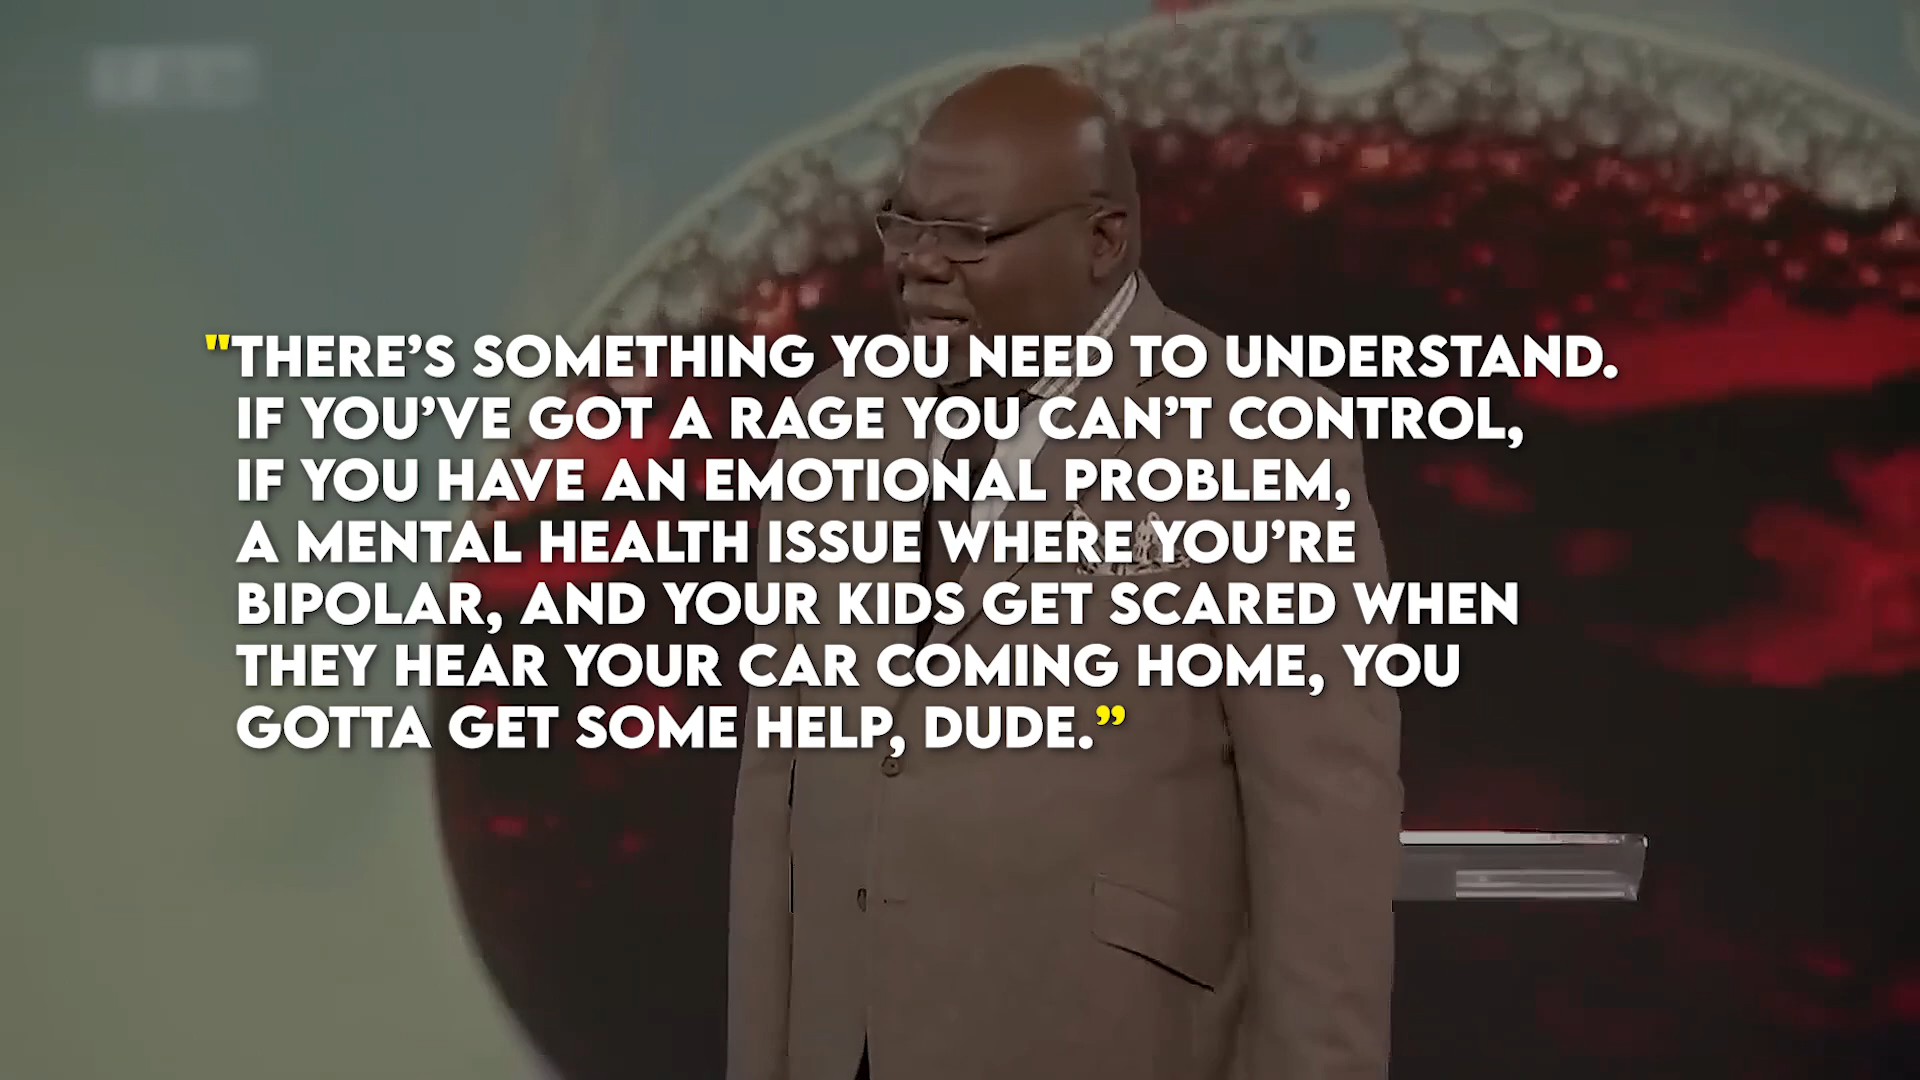 "THERE’S SOMETHING YOU NEED TO UNDERSTAND.
IF YOU’VE GOT A RAGE YOU CAN’T CONTROL,
IF YOU HAVE AN EMOTIONAL PROBLEM,
A MENTAL HEALTH ISSUE WHERE YOU’RE
BIPOLAR, AND YOUR KIDS GET SCARED WHEN
THEY HEAR YOUR CAR COMING HOME, YOU
GOTTA GET SOME HELP, DUDE.”